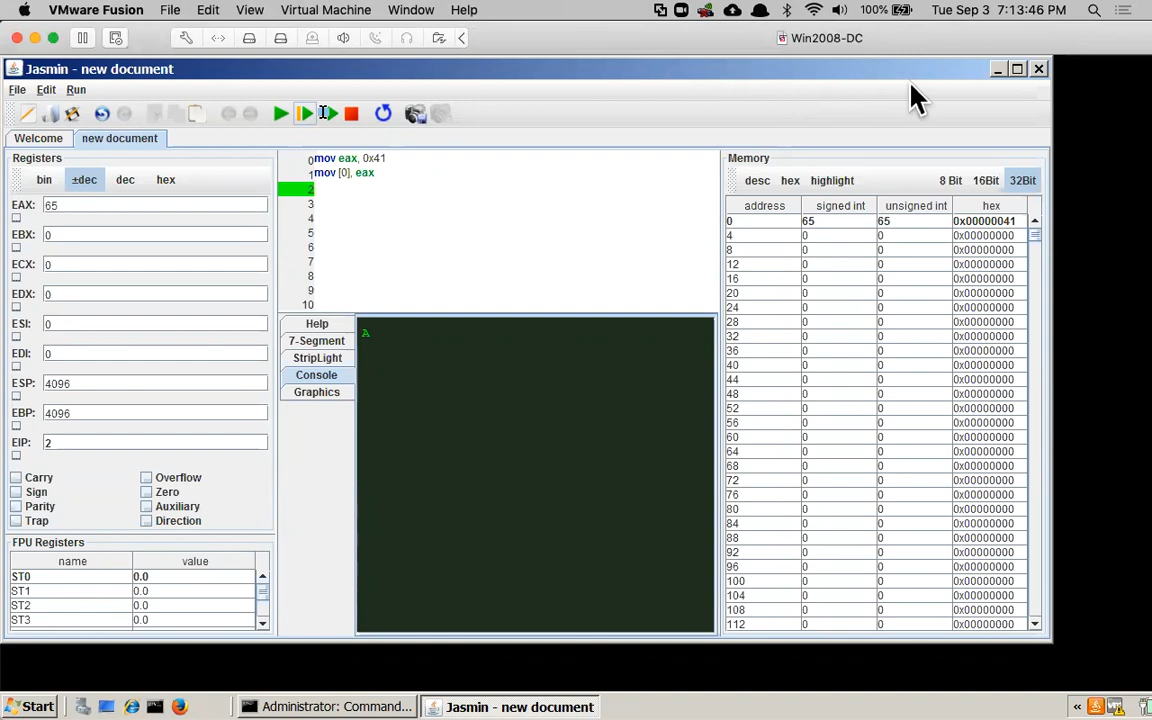 VMware Fusion File Edit View Virtual Machine Window Help 100% Tue Sep 3 7:13:46 PM
Win2008-DC
Jasmin - new document
File Edit Run
Welcome new document
Registers
bin ±dec dec hex
EAX: 65
EBX: 0
ECX: 0
EDX: 0
ESI: 0
EDI: 0
ESP: 4096
EBP: 4096
EIP: 2
Carry Overflow
Sign Zero
Parity Auxiliary
Trap Direction
FPU Registers
name value
ST0 0.0
ST1 0.0
ST2 0.0
ST3 0.0
0 mov eax, 0x41
1 mov [0], eax
2
3
4
5
6
7
8
9
10
Help
7-Segment
StripLight
Console
Graphics
A
Memory
desc hex highlight 8 Bit 16Bit 32Bit
address signed int unsigned int hex
0 65 65 0x00000041
4 0 0 0x00000000
8 0 0 0x00000000
12 0 0 0x00000000
16 0 0 0x00000000
20 0 0 0x00000000
24 0 0 0x00000000
28 0 0 0x00000000
32 0 0 0x00000000
36 0 0 0x00000000
40 0 0 0x00000000
44 0 0 0x00000000
48 0 0 0x00000000
52 0 0 0x00000000
56 0 0 0x00000000
60 0 0 0x00000000
64 0 0 0x00000000
68 0 0 0x00000000
72 0 0 0x00000000
76 0 0 0x00000000
80 0 0 0x00000000
84 0 0 0x00000000
88 0 0 0x00000000
92 0 0 0x00000000
96 0 0 0x00000000
100 0 0 0x00000000
104 0 0 0x00000000
108 0 0 0x00000000
112 0 0 0x00000000
Start Administrator: Command... Jasmin - new document «